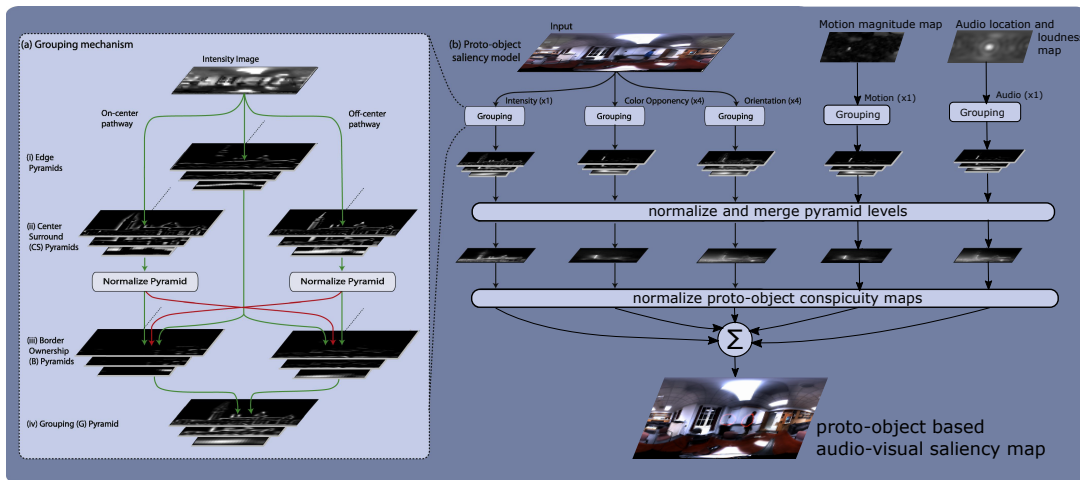 (a) Grouping mechanism
Intensity Image
On-center
pathway
Off-center
pathway
(i) Edge
Pyramids
(ii) Center
Surround
(CS) Pyramids
Normalize Pyramid
Normalize Pyramid
(iii) Border
Ownership
(B) Pyramids
(iv) Grouping (G) Pyramid
(b) Proto-object
saliency model
Input
Motion magnitude map
Audio location and
loudness
map
Intensity (x1)
Color Opponency (x4)
Orientation (x4)
Motion (x1)
Audio (x1)
Grouping
Grouping
Grouping
Grouping
Grouping
normalize and merge pyramid levels
normalize proto-object conspicuity maps
Σ
proto-object based
audio-visual saliency map